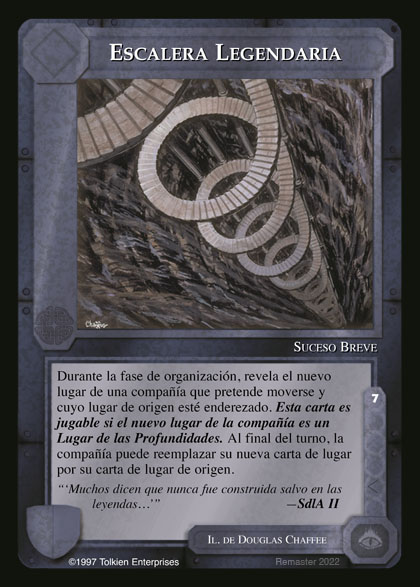 Escalera Legendaria
Chaffee
Suceso Breve
Durante la fase de organización, revela el nuevo
lugar de una compañía que pretende moverse y
cuyo lugar de origen esté enderezado. Esta carta es
jugable si el nuevo lugar de la compañía es un
Lugar de las Profundidades. Al final del turno, la
compañía puede reemplazar su nueva carta de lugar
por su carta de lugar de origen.
7
“‘Muchos dicen que nunca fue construida salvo en las
leyendas…’”
—SdlA II
Il. de Douglas Chaffee
©1997 Tolkien Enterprises
Remaster 2022